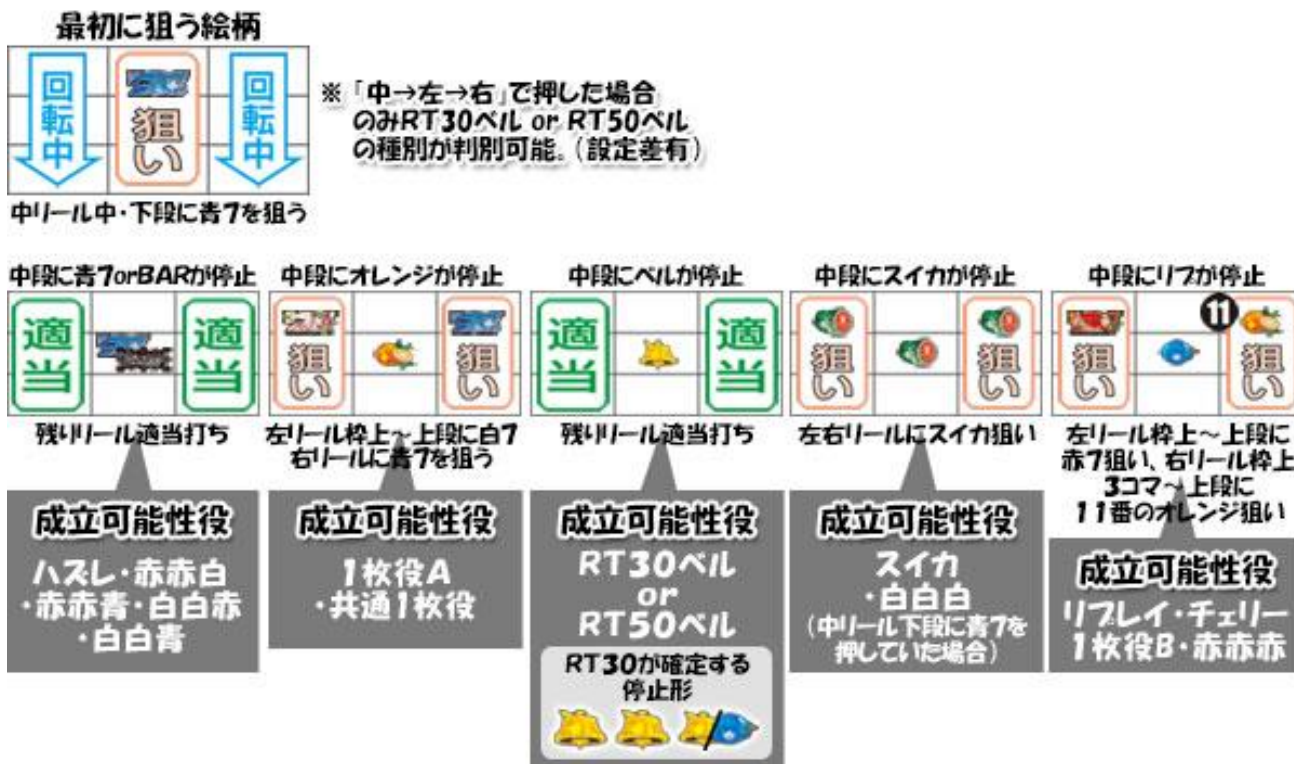 最初に狙う絵柄
回転中
狙い
回転中
※「中→左→右」で押した場合
のみRT30ベル or RT50ベル
の種別が判別可能。(設定差有)
中リール中・下段に青7を狙う
中段に青7orBARが停止
適当
適当
残りリール適当打ち
成立可能性役
ハズレ・赤赤白
・赤赤青・白白赤
・白白青
中段にオレンジが停止
狙い
狙い
左リール枠上～上段に白7
右リールに青7を狙う
成立可能性役
1枚役A
・共通1枚役
中段にベルが停止
適当
適当
残りリール適当打ち
成立可能性役
RT30ベル
or
RT50ベル
RT30が確定する
停止形
中段にスイカが停止
狙い
狙い
左右リールにスイカ狙い
成立可能性役
スイカ
・白白白
(中リール下段に青7を
押していた場合)
中段にリプが停止
狙い
11
狙い
左リール枠上～上段に
赤7狙い、右リール枠上
3コマ～上段に
11番のオレンジ狙い
成立可能性役
リプレイ・チェリー
1枚役B・赤赤赤